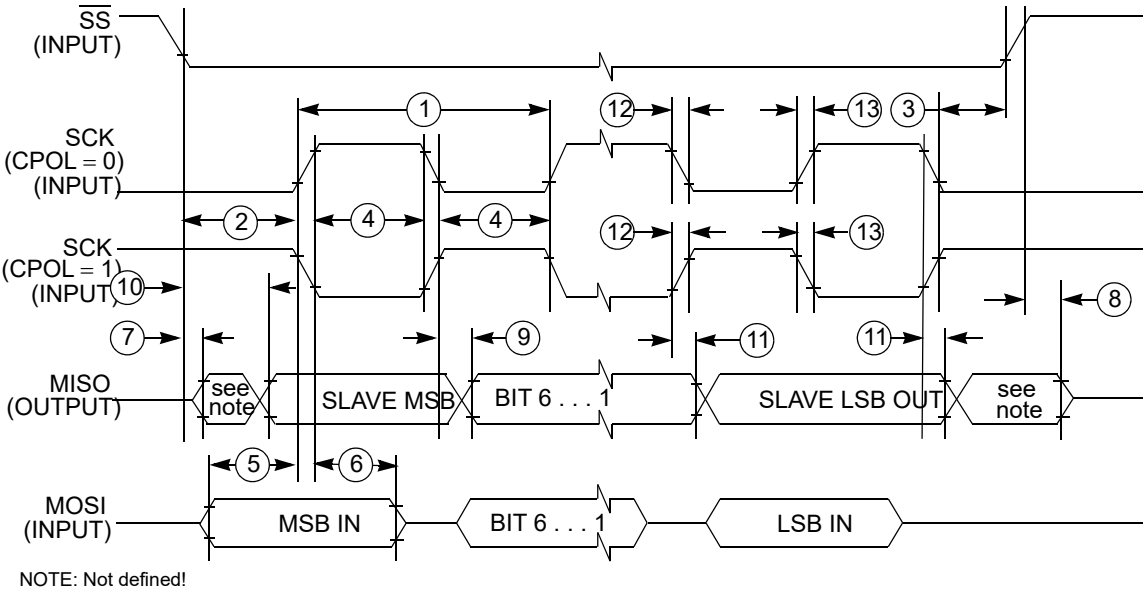 SS
(INPUT)
1
12
13
3
SCK
(CPOL = 0)
(INPUT)
2
4
4
12
13
SCK
(CPOL = 1)
(INPUT)
10
8
7
9
11
11
MISO
(OUTPUT)
see
note
SLAVE MSB
BIT 6 . . . 1
SLAVE LSB OUT
see
note
5
6
MOSI
(INPUT)
MSB IN
BIT 6 . . . 1
LSB IN
NOTE: Not defined!